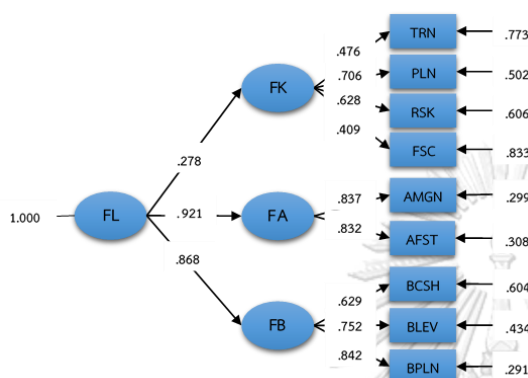 TRN
.773
.476
.706
PLN
.502
FK
.628
RSK
.606
.409
FSC
.833
.278
1.000
FL
.921
FA
.837
AMGN
.299
.832
AFST
.308
.868
.629
BCSH
.604
FB
.752
BLEV
.434
.842
BPLN
.291